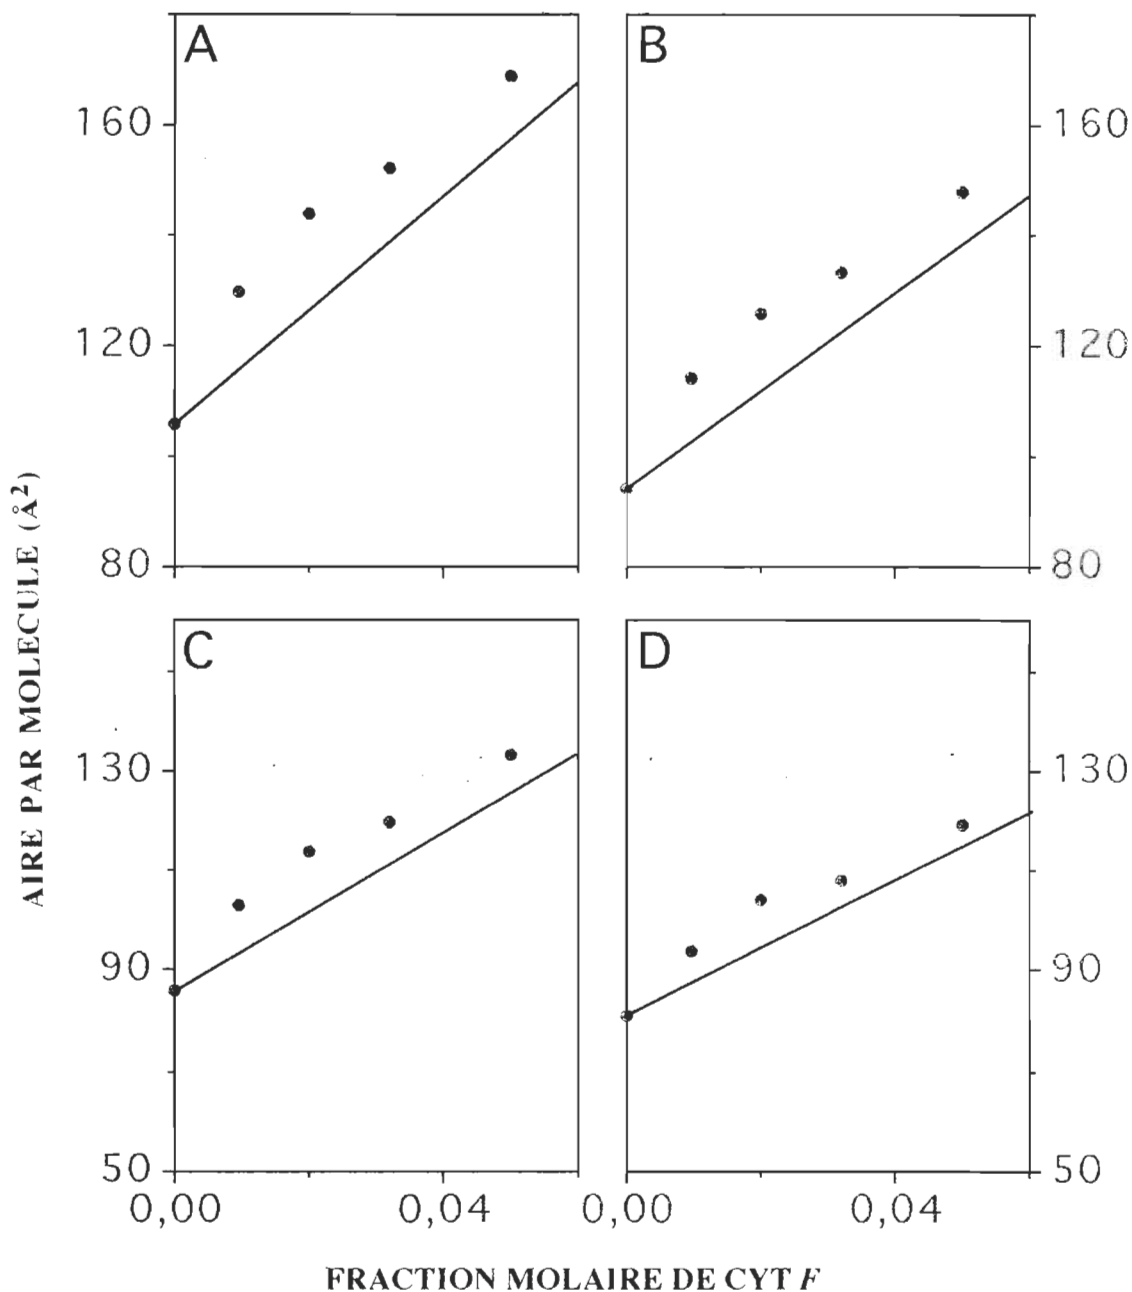 A
B
160
160
120
120
80
80
C
D
130
130
90
90
50
50
0,00
0,04
0,00
0,04
AIRE PAR MOLECULE (Å²)
FRACTION MOLAIRE DE CYT F